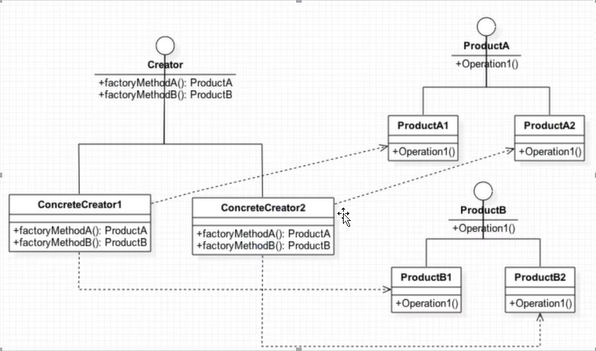 Creator
+factoryMethodA(): ProductA
+factoryMethodB(): ProductB
ProductA
+Operation1()
ProductA1
+Operation1()
ProductA2
+Operation1()
ConcreteCreator1
+factoryMethodA(): ProductA
+factoryMethodB(): ProductB
ConcreteCreator2
+factoryMethodA(): ProductA
+factoryMethodB(): ProductB
ProductB
+Operation1()
ProductB1
+Operation1()
ProductB2
+Operation1()